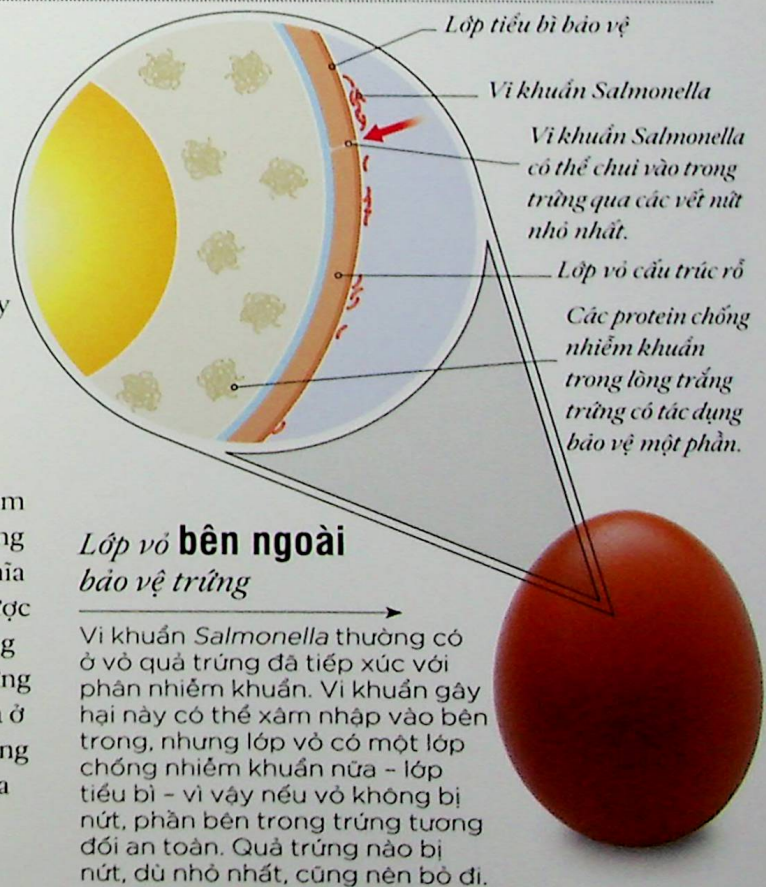 Lớp tiểu bì bảo vệ
Vi khuẩn Salmonella
Vi khuẩn Salmonella
có thể chui vào trong
trứng qua các vết nứt
nhỏ nhất.
Lớp vỏ cấu trúc rỗ
Các protein chống
nhiễm khuẩn
trong lòng trắng
trứng có tác dụng
bảo vệ một phần.
Lớp vỏ bên ngoài
bảo vệ trứng
Vi khuẩn Salmonella thường có
ở vỏ quả trứng đã tiếp xúc với
phân nhiễm khuẩn. Vi khuẩn gây
hại này có thể xâm nhập vào bên
trong, nhưng lớp vỏ có một lớp
chống nhiễm khuẩn nữa – lớp
tiểu bì – vì vậy nếu vỏ không bị
nứt, phần bên trong trứng tương
đối an toàn. Quả trứng nào bị
nứt, dù nhỏ nhất, cũng nên bỏ đi.